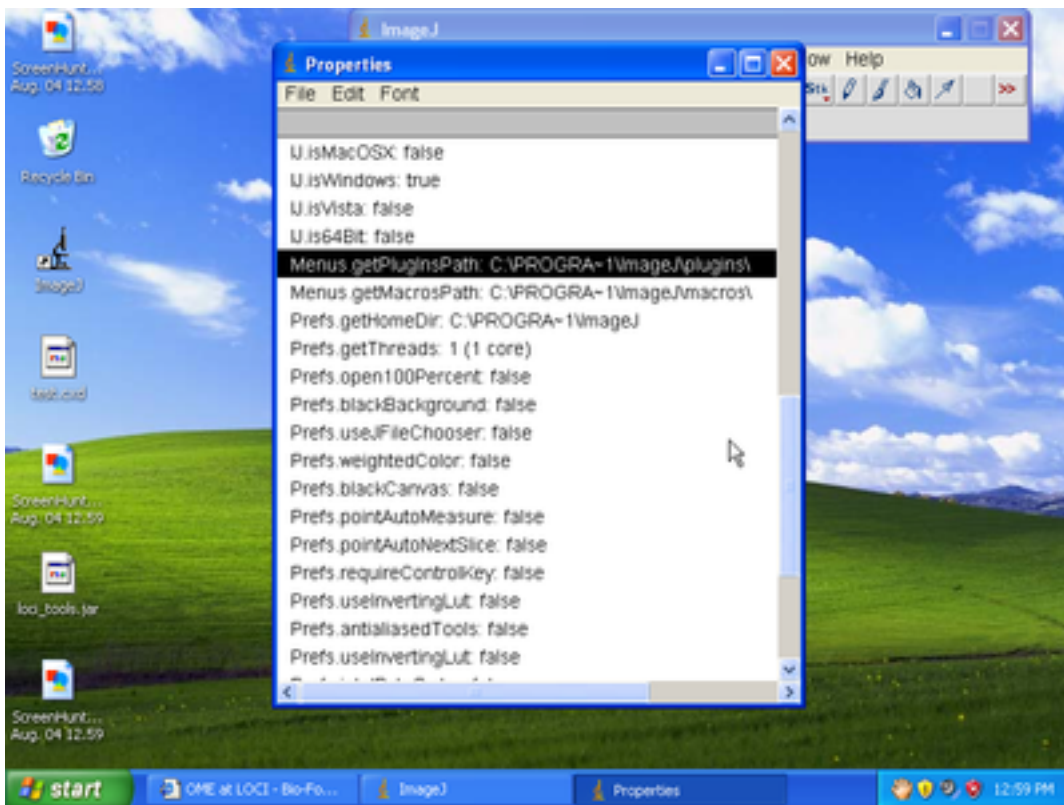 ScreenHunt...
Aug. 04 12.58
Recycle Bin
ImageJ
test.cxd
ScreenHunt...
Aug. 04 12.59
loci_tools.jar
ScreenHunt...
Aug. 04 12.59
ImageJ
ow Help
Stk
>>
Properties
File Edit Font
IJ.isMacOSX: false
IJ.isWindows: true
IJ.isVista: false
IJ.is64Bit: false
Menus.getPlugInsPath: C:\PROGRA~1\ImageJ\plugins\
Menus.getMacrosPath: C:\PROGRA~1\ImageJ\macros\
Prefs.getHomeDir: C:\PROGRA~1\ImageJ
Prefs.getThreads: 1 (1 core)
Prefs.open100Percent: false
Prefs.blackBackground: false
Prefs.useJFileChooser: false
Prefs.weightedColor: false
Prefs.blackCanvas: false
Prefs.pointAutoMeasure: false
Prefs.pointAutoNextSlice: false
Prefs.requireControlKey: false
Prefs.useInvertingLut: false
Prefs.antialiasedTools: false
Prefs.useInvertingLut: false
start
OME at LOCI - Bio-Fo...
ImageJ
Properties
12:59 PM